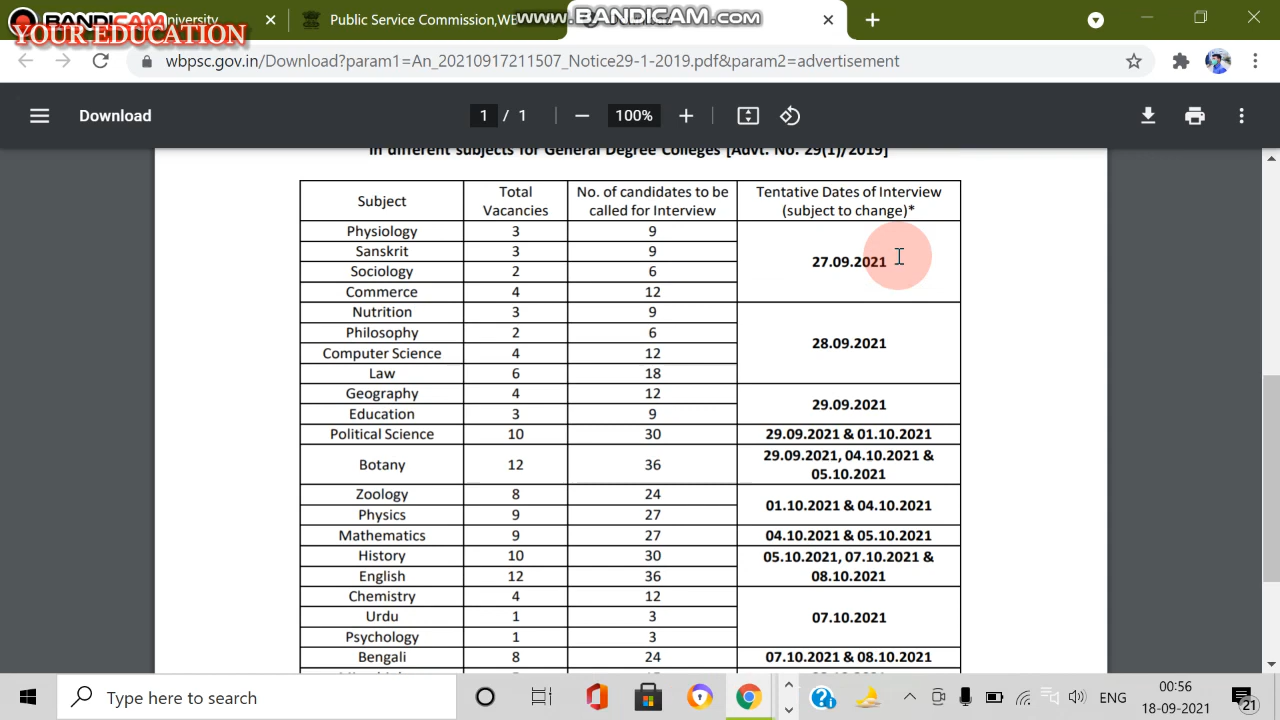 BANDICAM University
Public Service Commission,WB
www.BANDICAM.com
YOUR EDUCATION
wbpsc.gov.in/Download?param1=An_20210917211507_Notice29-1-2019.pdf&param2=advertisement
Download
1 / 1
100%
in different subjects for General Degree Colleges [Advt. No. 29(1)/2019]
Subject Total Vacancies No. of candidates to be called for Interview Tentative Dates of Interview (subject to change)*
Physiology 3 9
Sanskrit 3 9
27.09.2021
Sociology 2 6
Commerce 4 12
Nutrition 3 9
Philosophy 2 6
28.09.2021
Computer Science 4 12
Law 6 18
Geography 4 12
29.09.2021
Education 3 9
Political Science 10 30 29.09.2021 & 01.10.2021
Botany 12 36 29.09.2021, 04.10.2021 & 05.10.2021
Zoology 8 24
01.10.2021 & 04.10.2021
Physics 9 27
Mathematics 9 27 04.10.2021 & 05.10.2021
History 10 30 05.10.2021, 07.10.2021 &
English 12 36 08.10.2021
Chemistry 4 12
Urdu 1 3 07.10.2021
Psychology 1 3
Bengali 8 24 07.10.2021 & 08.10.2021
Type here to search
ENG
00:56
18-09-2021
21